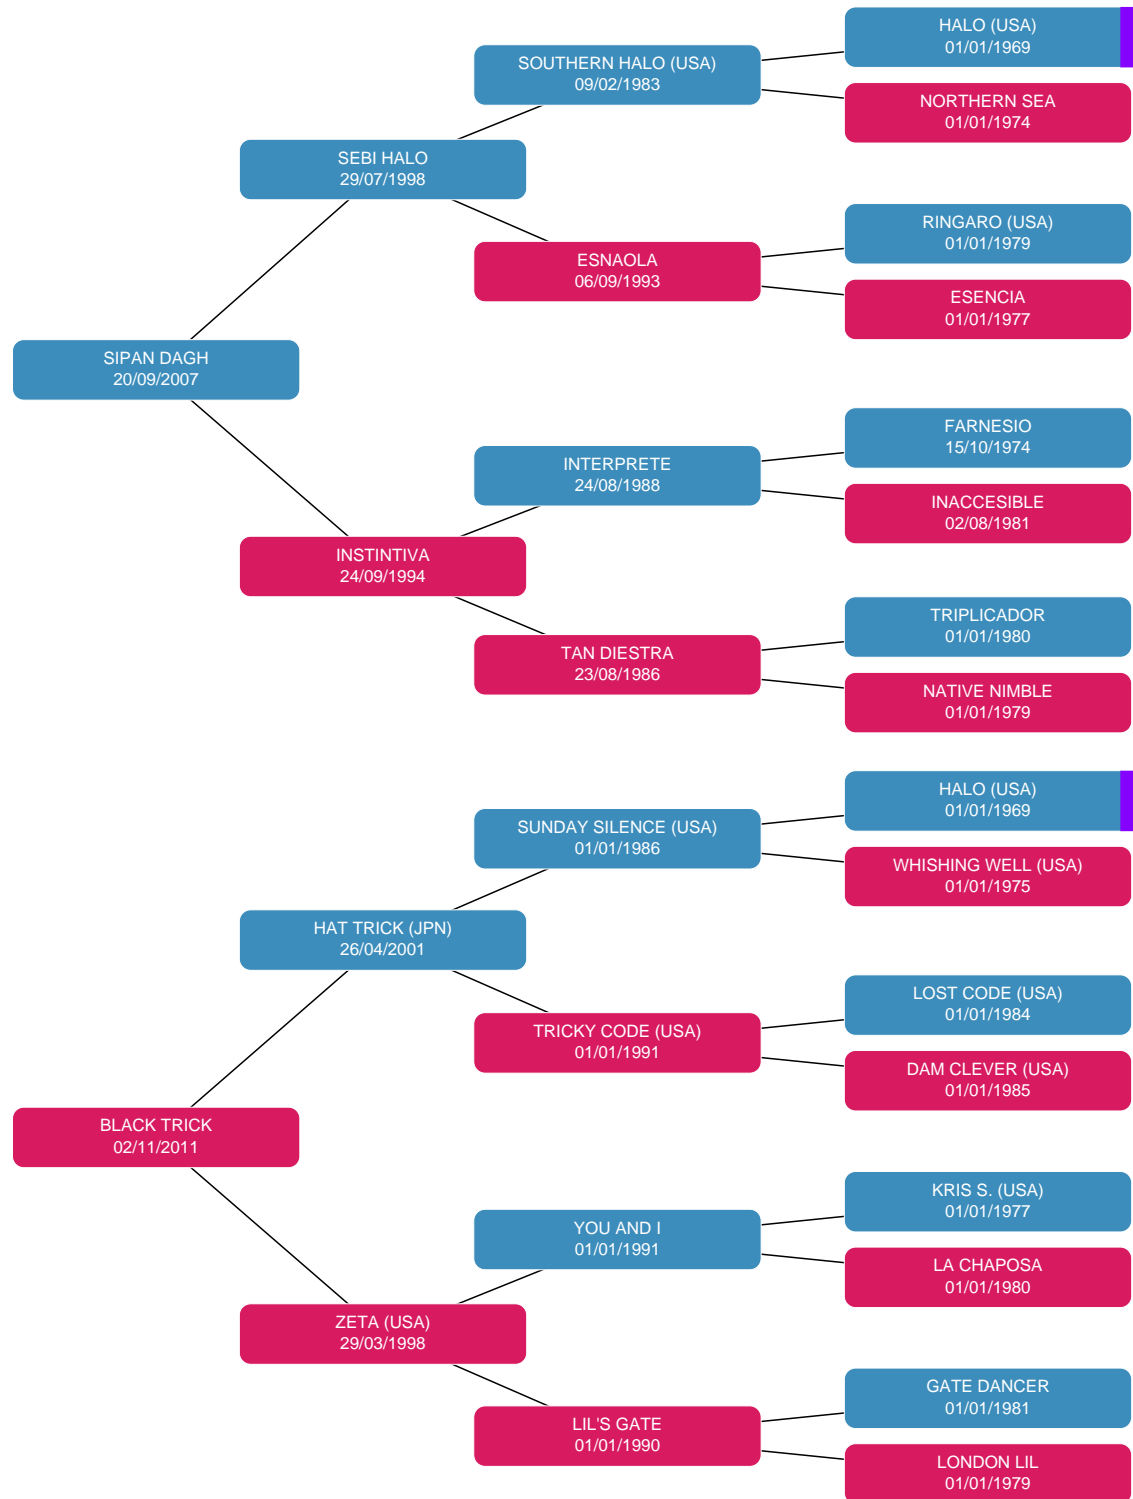 HALO (USA)
01/01/1969
SOUTHERN HALO (USA)
09/02/1983
NORTHERN SEA
01/01/1974
SEBI HALO
29/07/1998
RINGARO (USA)
01/01/1979
ESNAOLA
06/09/1993
ESENCIA
01/01/1977
SIPAN DAGH
20/09/2007
FARNESIO
15/10/1974
INTERPRETE
24/08/1988
INACCESIBLE
02/08/1981
INSTINTIVA
24/09/1994
TRIPLICADOR
01/01/1980
TAN DIESTRA
23/08/1986
NATIVE NIMBLE
01/01/1979
HALO (USA)
01/01/1969
SUNDAY SILENCE (USA)
01/01/1986
WHISHING WELL (USA)
01/01/1975
HAT TRICK (JPN)
26/04/2001
LOST CODE (USA)
01/01/1984
TRICKY CODE (USA)
01/01/1991
DAM CLEVER (USA)
01/01/1985
BLACK TRICK
02/11/2011
KRIS S. (USA)
01/01/1977
YOU AND I
01/01/1991
LA CHAPOSA
01/01/1980
ZETA (USA)
29/03/1998
GATE DANCER
01/01/1981
LIL'S GATE
01/01/1990
LONDON LIL
01/01/1979